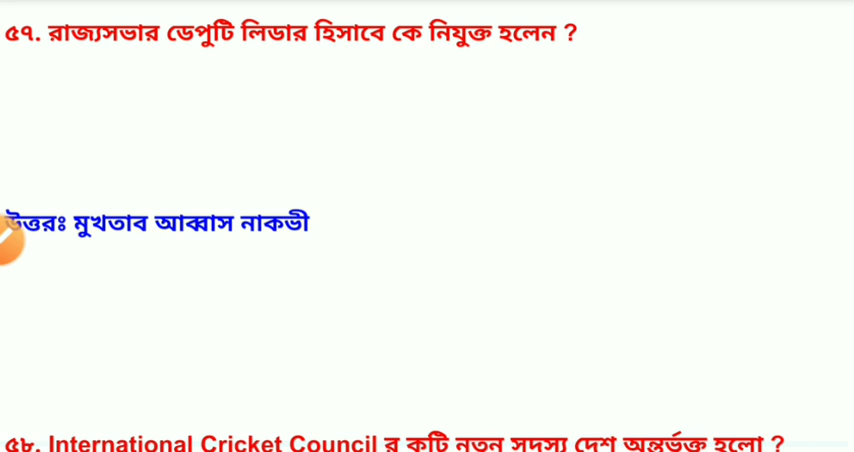 ৫৭. রাজ্যসভার ডেপুটি লিডার হিসাবে কে নিযুক্ত হলেন ?
উত্তরঃ মুখতাব আব্বাস নাকভী
৫৮. International Cricket Council র কটি নতুন সদস্য দেশ অন্তর্ভুক্ত হলো ?